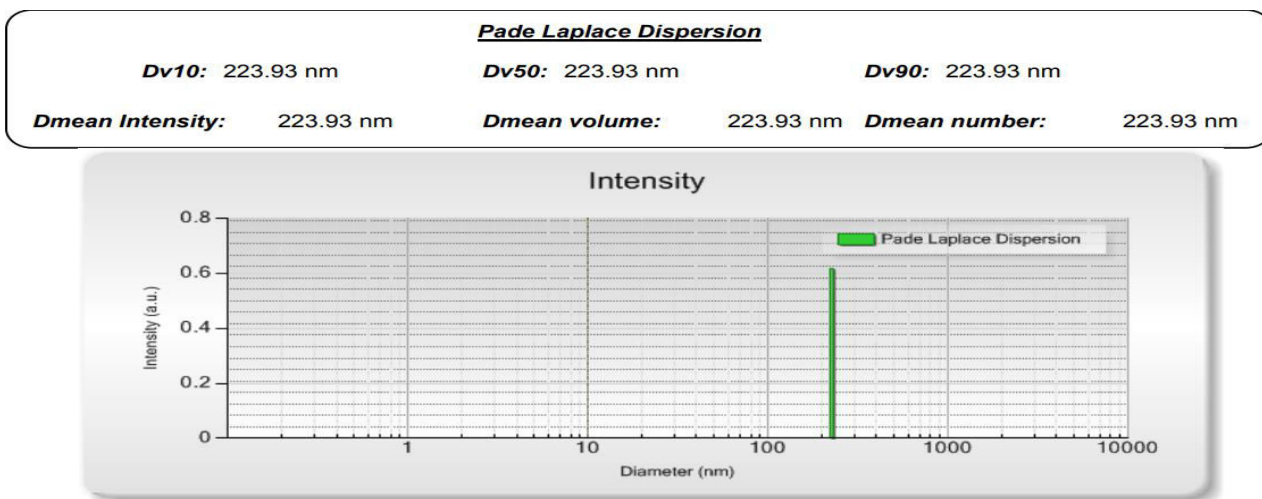 Pade Laplace Dispersion
Dv10: 223.93 nm Dv50: 223.93 nm Dv90: 223.93 nm
Dmean Intensity: 223.93 nm Dmean volume: 223.93 nm Dmean number: 223.93 nm
Intensity
0.8
Pade Laplace Dispersion
0.6
Intensity (a.u.)
0.4
0.2
0
1 10 100 1000 10000
Diameter (nm)